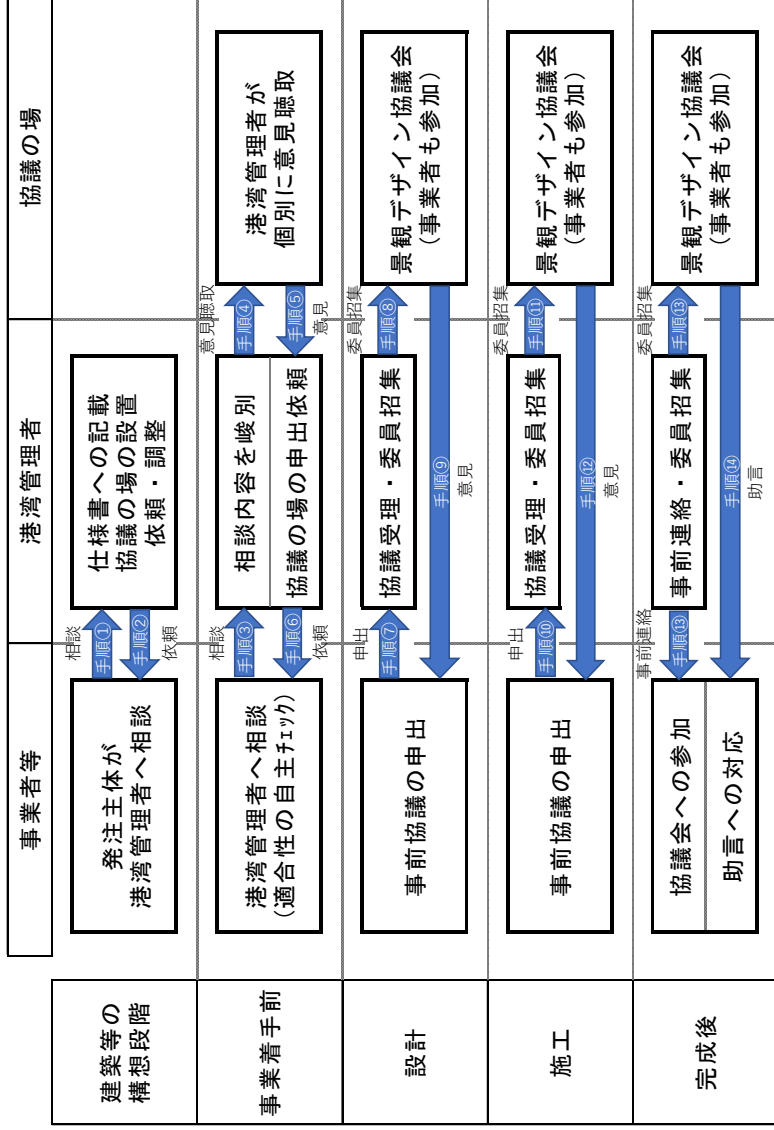 事業者等
港湾管理者
協議の場
建築等の
構想段階
発注主体が
港湾管理者へ相談
相談
手順①
手順②
依頼
仕様書への記載
協議の場の設置
依頼・調整
事業着手前
港湾管理者へ相談
(適合性の自主ﾁｪｯｸ)
相談
手順③
手順⑥
依頼
相談内容を峻別
協議の場の申出依頼
意見聴取
手順④
手順⑤
意見
港湾管理者が
個別に意見聴取
設計
事前協議の申出
申出
手順⑦
協議受理・委員招集
委員招集
手順⑧
手順⑨
意見
景観デザイン協議会
(事業者も参加)
施工
事前協議の申出
申出
手順⑩
協議受理・委員招集
委員招集
手順⑪
手順⑫
意見
景観デザイン協議会
(事業者も参加)
完成後
協議会への参加
助言への対応
事前連絡
手順⑬
事前連絡・委員招集
委員招集
手順⑬
手順⑭
助言
景観デザイン協議会
(事業者も参加)